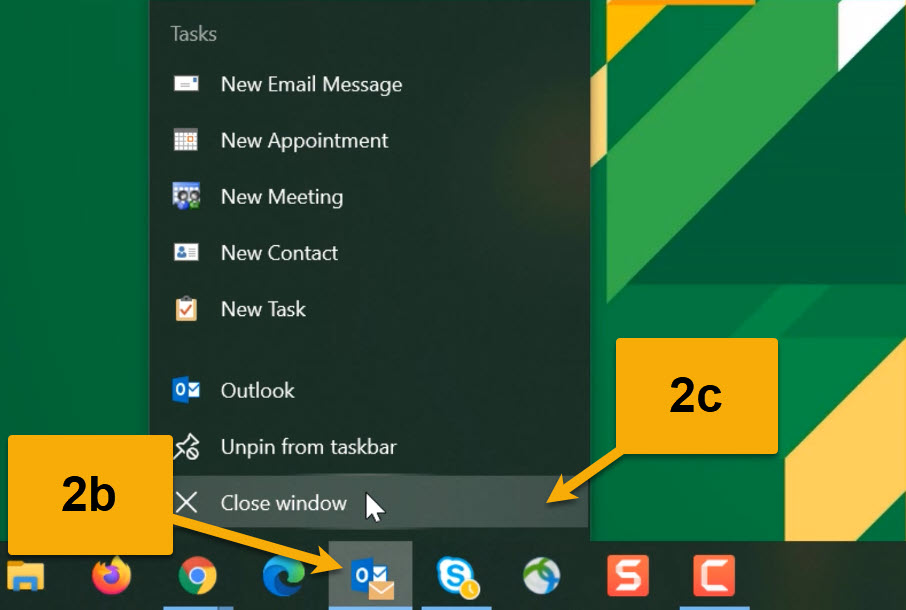 Tasks
New Email Message
New Appointment
New Meeting
New Contact
New Task
Outlook
Unpin from taskbar
Close window
2c
2b